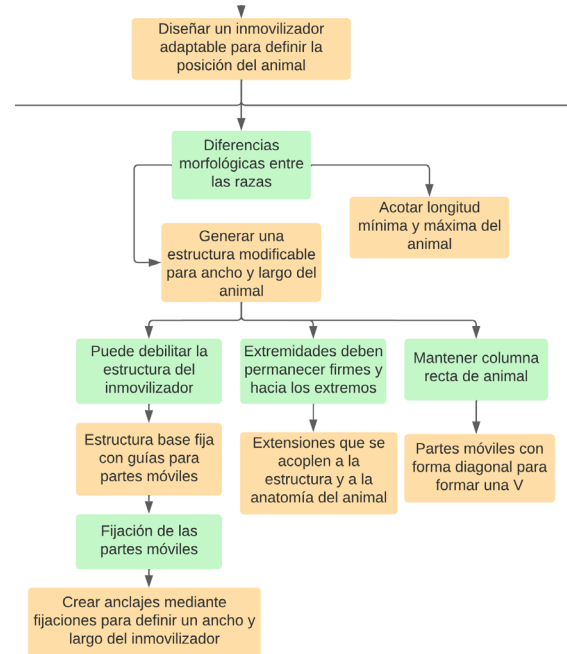 Diseñar un inmovilizador
adaptable para definir la
posición del animal
Diferencias
morfológicas entre
las razas
Acotar longitud
mínima y máxima del
animal
Generar una
estructura modificable
para ancho y largo del
animal
Puede debilitar la
estructura del
inmovilizador
Extremidades deben
permanecer firmes y
hacia los extremos
Mantener columna
recta de animal
Estructura base fija
con guías para
partes móviles
Extensiones que se
acoplen a la
estructura y a la
anatomía del animal
Partes móviles con
forma diagonal para
formar una V
Fijación de las
partes móviles
Crear anclajes mediante
fijaciones para definir un ancho y
largo del inmovilizador